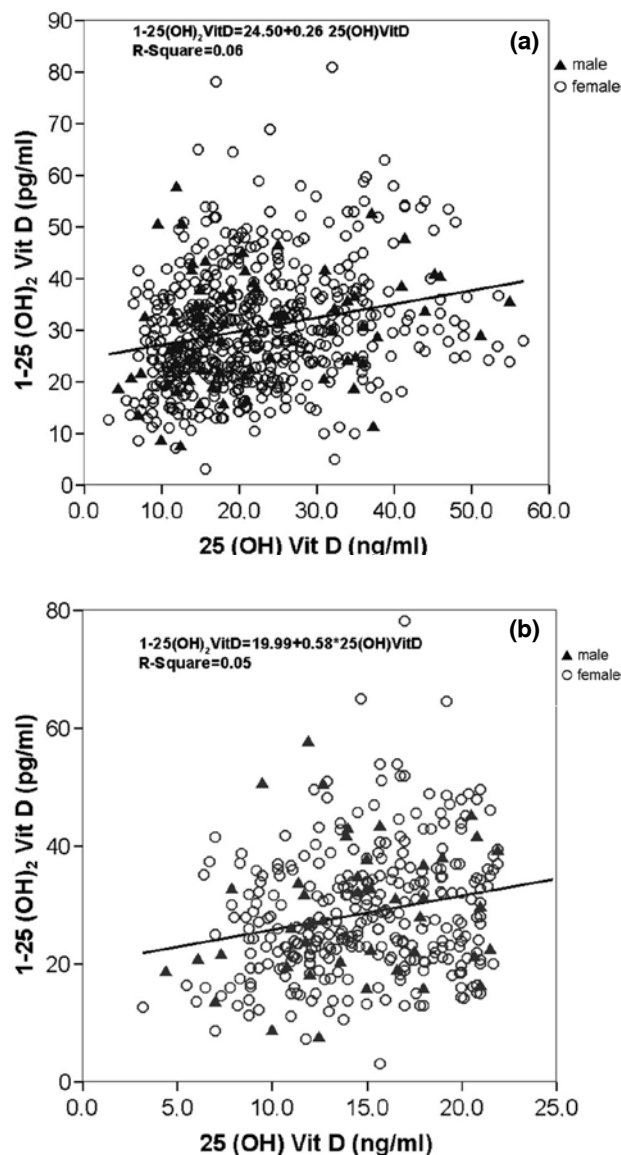 1-25(OH)2VitD=24.50+0.26 25(OH)VitD
R-Square=0.06
(a)
male
female
90
80
70
60
50
40
30
20
10
0
1-25 (OH)2 Vit D (pg/ml)
0.0 10.0 20.0 30.0 40.0 50.0 60.0
25 (OH) Vit D (ng/ml)
1-25(OH)2VitD=19.99+0.58*25(OH)VitD
R-Square=0.05
(b)
male
female
80
60
40
20
0
1-25 (OH)2 Vit D (pg/ml)
0.0 5.0 10.0 15.0 20.0 25.0
25 (OH) Vit D (ng/ml)